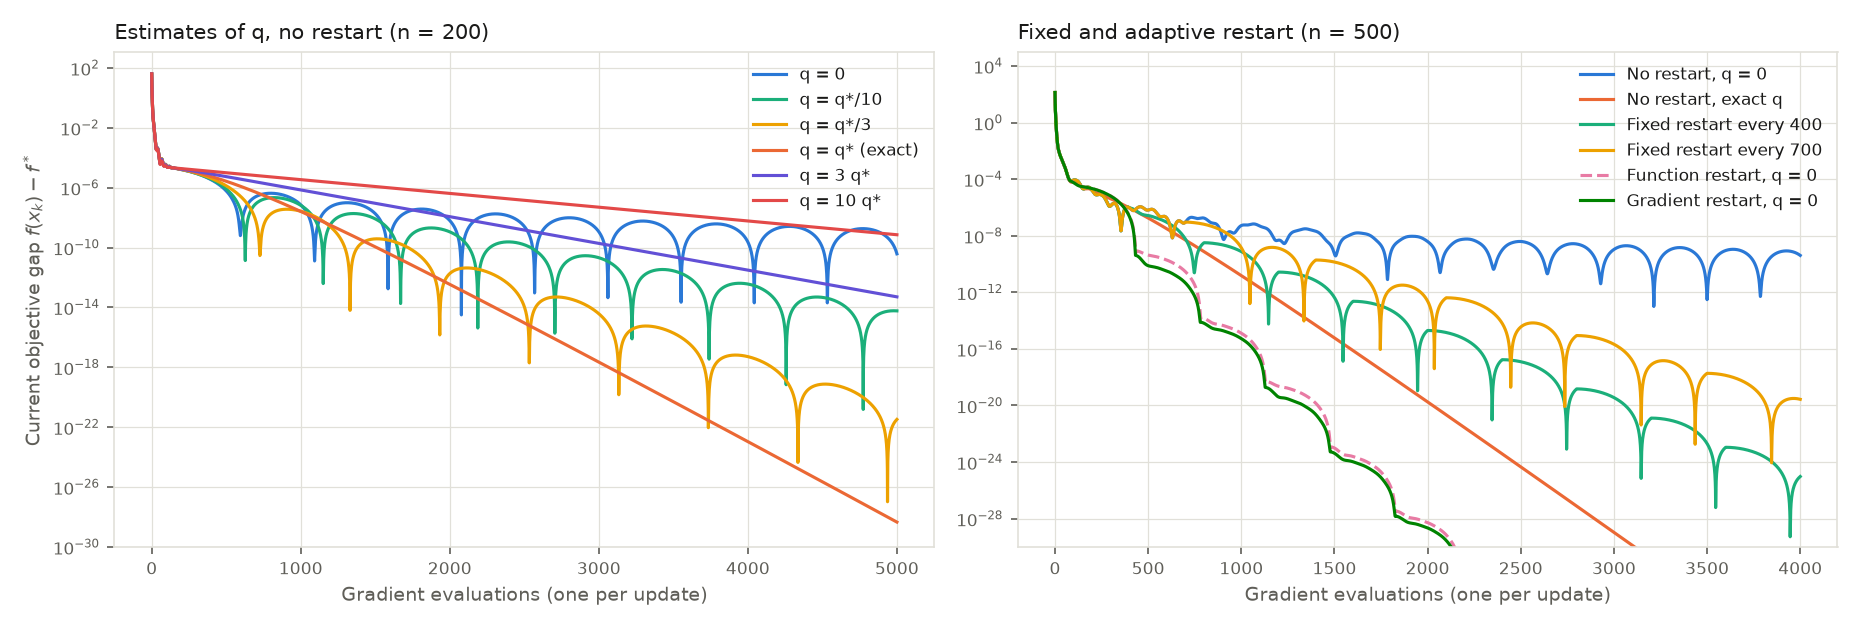 Estimates of q, no restart (n = 200)
Current objective gap f(x_k) − f*
10^2
10^−2
10^−6
10^−10
10^−14
10^−18
10^−22
10^−26
10^−30
q = 0
q = q*/10
q = q*/3
q = q* (exact)
q = 3 q*
q = 10 q*
0 1000 2000 3000 4000 5000
Gradient evaluations (one per update)
Fixed and adaptive restart (n = 500)
10^4
10^0
10^−4
10^−8
10^−12
10^−16
10^−20
10^−24
10^−28
No restart, q = 0
No restart, exact q
Fixed restart every 400
Fixed restart every 700
Function restart, q = 0
Gradient restart, q = 0
0 500 1000 1500 2000 2500 3000 3500 4000
Gradient evaluations (one per update)